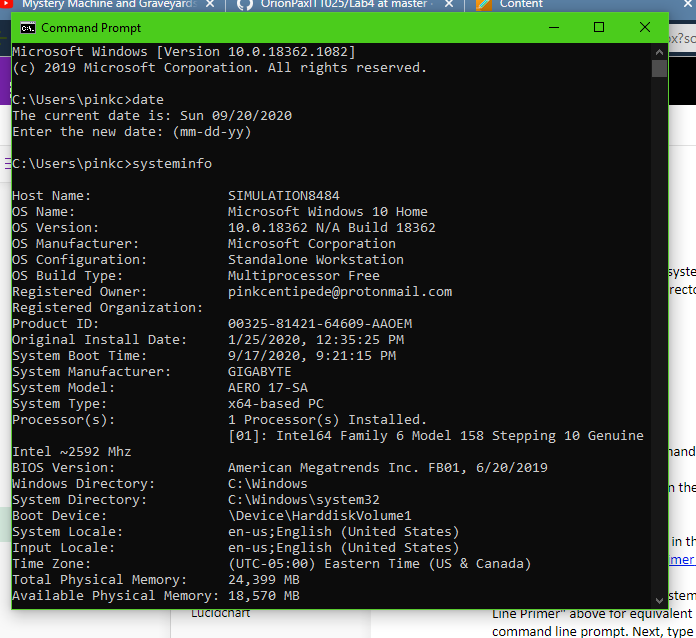 Mystery Machine and Graveyards
OrionPaxIT1025/Lab4 at master
Content
Command Prompt
Microsoft Windows [Version 10.0.18362.1082]
(c) 2019 Microsoft Corporation. All rights reserved.
C:\Users\pinkc>date
The current date is: Sun 09/20/2020
Enter the new date: (mm-dd-yy)
C:\Users\pinkc>systeminfo
Host Name: SIMULATION8484
OS Name: Microsoft Windows 10 Home
OS Version: 10.0.18362 N/A Build 18362
OS Manufacturer: Microsoft Corporation
OS Configuration: Standalone Workstation
OS Build Type: Multiprocessor Free
Registered Owner: pinkcentipede@protonmail.com
Registered Organization:
Product ID: 00325-81421-64609-AAOEM
Original Install Date: 1/25/2020, 12:35:25 PM
System Boot Time: 9/17/2020, 9:21:15 PM
System Manufacturer: GIGABYTE
System Model: AERO 17-SA
System Type: x64-based PC
Processor(s): 1 Processor(s) Installed.
[01]: Intel64 Family 6 Model 158 Stepping 10 Genuine
Intel ~2592 Mhz
BIOS Version: American Megatrends Inc. FB01, 6/20/2019
Windows Directory: C:\Windows
System Directory: C:\Windows\system32
Boot Device: \Device\HarddiskVolume1
System Locale: en-us;English (United States)
Input Locale: en-us;English (United States)
Time Zone: (UTC-05:00) Eastern Time (US & Canada)
Total Physical Memory: 24,399 MB
Available Physical Memory: 18,570 MB
Lucidchart
Line Primer" above for equivalent
command line prompt. Next, type